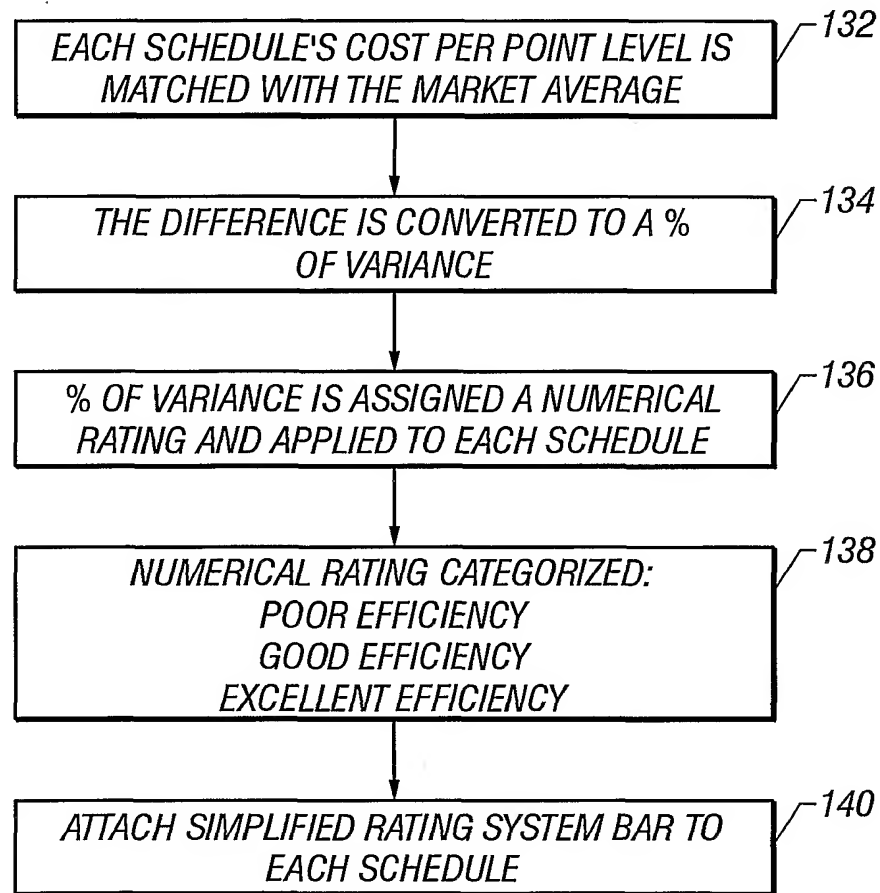 132
EACH SCHEDULE'S COST PER POINT LEVEL IS
MATCHED WITH THE MARKET AVERAGE
134
THE DIFFERENCE IS CONVERTED TO A %
OF VARIANCE
136
% OF VARIANCE IS ASSIGNED A NUMERICAL
RATING AND APPLIED TO EACH SCHEDULE
138
NUMERICAL RATING CATEGORIZED:
POOR EFFICIENCY
GOOD EFFICIENCY
EXCELLENT EFFICIENCY
140
ATTACH SIMPLIFIED RATING SYSTEM BAR TO
EACH SCHEDULE